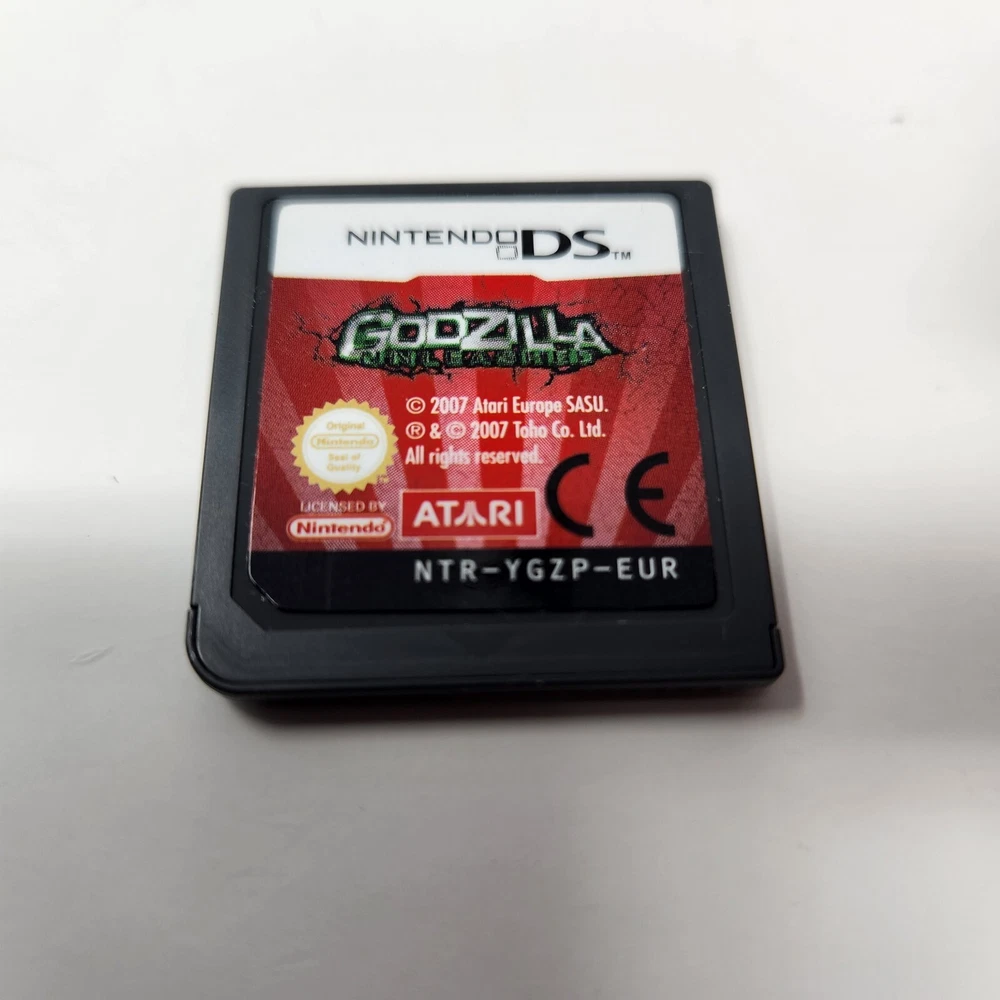 NINTENDO DS™
GODZILLA
UNLEASHED
© 2007 Atari Europe SASU.
® & © 2007 Toho Co. Ltd.
All rights reserved.
Original
Nintendo
Seal of
Quality
TM
LICENSED BY
Nintendo
ATARI
CE
NTR-YGZP-EUR